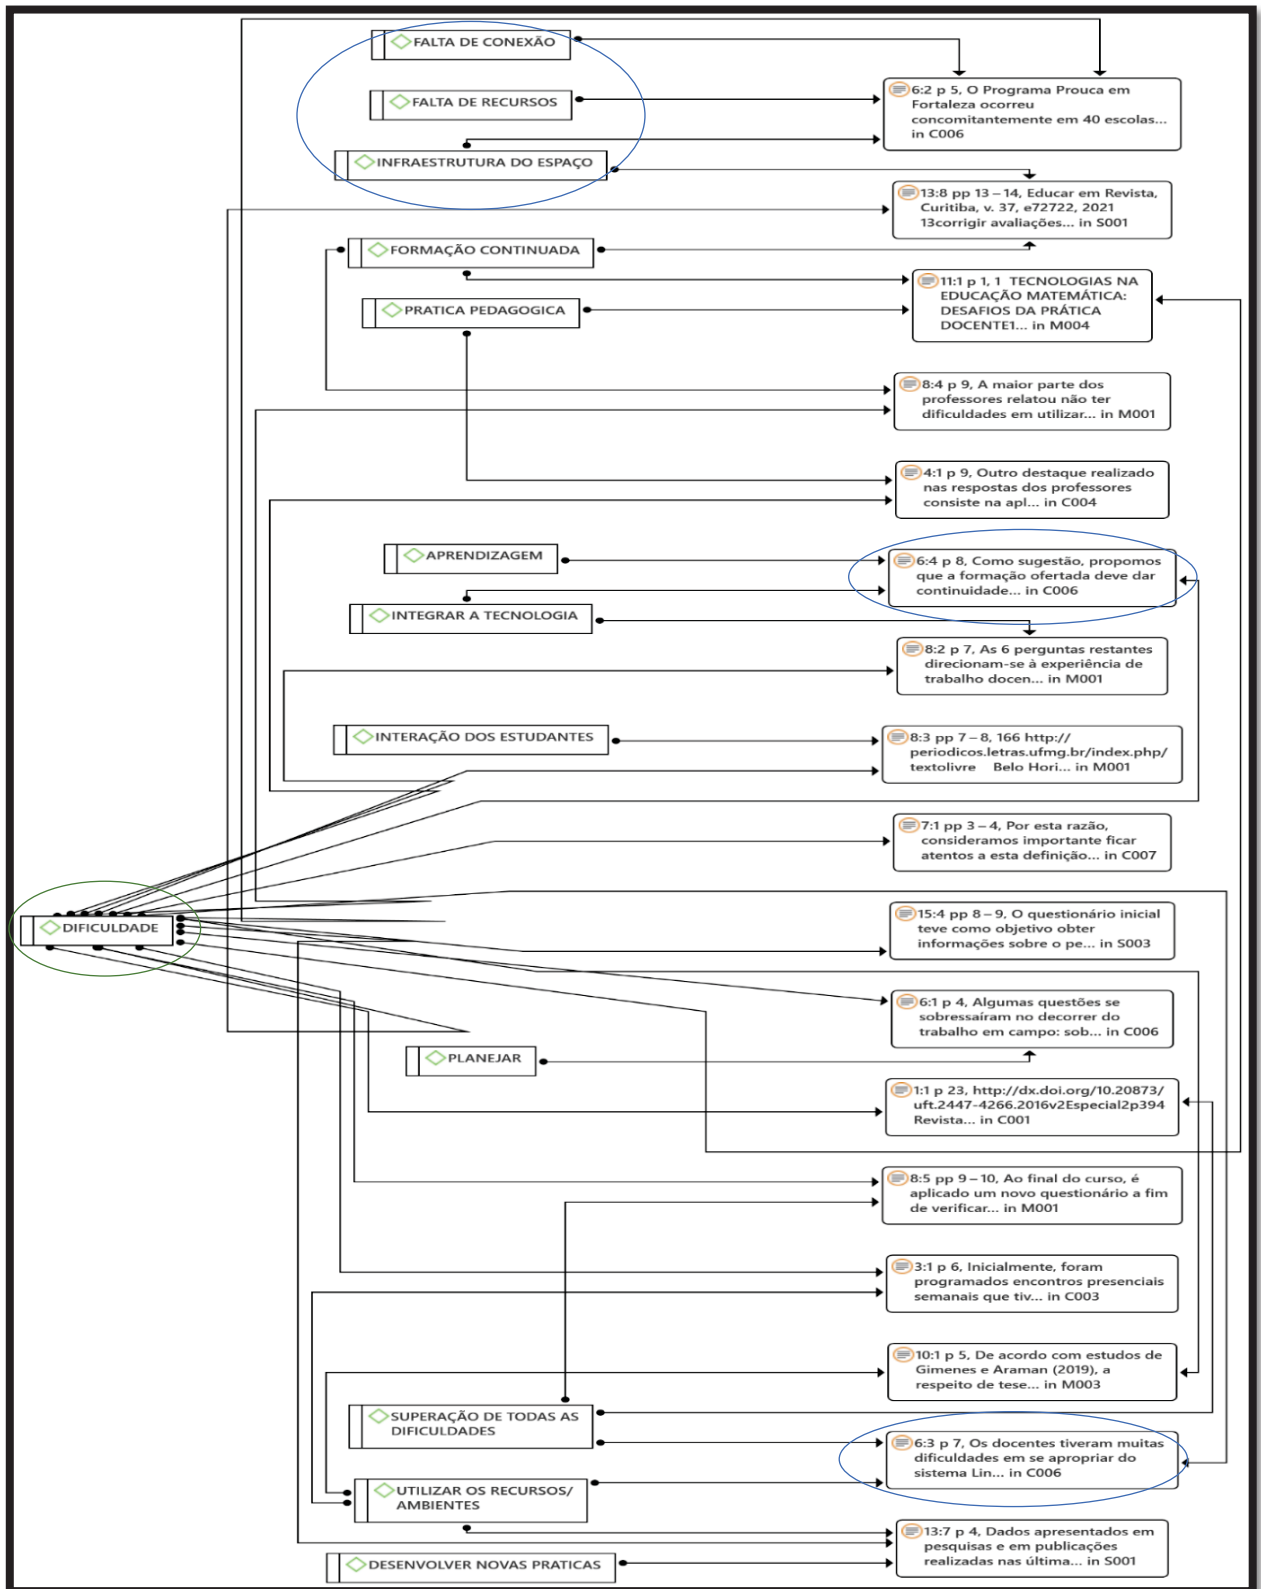 FALTA DE CONEXÃO
FALTA DE RECURSOS
6:2 p 5, O Programa Prouca em
Fortaleza ocorreu
concomitantemente em 40 escolas...
in C006
INFRAESTRUTURA DO ESPAÇO
13:8 pp 13 – 14, Educar em Revista,
Curitiba, v. 37, e72722, 2021
13corrigir avaliações... in S001
FORMAÇÃO CONTINUADA
11:1 p 1, 1 TECNOLOGIAS NA
EDUCAÇÃO MATEMÁTICA:
DESAFIOS DA PRÁTICA
DOCENTE1... in M004
PRATICA PEDAGOGICA
8:4 p 9, A maior parte dos
professores relatou não ter
dificuldades em utilizar... in M001
4:1 p 9, Outro destaque realizado
nas respostas dos professores
consiste na apl... in C004
APRENDIZAGEM
6:4 p 8, Como sugestão, propomos
que a formação ofertada deve dar
continuidade... in C006
INTEGRAR A TECNOLOGIA
8:2 p 7, As 6 perguntas restantes
direcionam-se à experiência de
trabalho docen... in M001
INTERAÇÃO DOS ESTUDANTES
8:3 pp 7 – 8, 166 http://
periodicos.letras.ufmg.br/index.php/
textolivre Belo Hori... in M001
7:1 pp 3 – 4, Por esta razão,
consideramos importante ficar
atentos a esta definição... in C007
DIFICULDADE
15:4 pp 8 – 9, O questionário inicial
teve como objetivo obter
informações sobre o pe... in S003
6:1 p 4, Algumas questões se
sobressaíram no decorrer do
trabalho em campo: sob... in C006
PLANEJAR
1:1 p 23, http://dx.doi.org/10.20873/
uft.2447-4266.2016v2Especial2p394
Revista... in C001
8:5 pp 9 – 10, Ao final do curso, é
aplicado um novo questionário a fim
de verificar... in M001
3:1 p 6, Inicialmente, foram
programados encontros presenciais
semanais que tiv... in C003
10:1 p 5, De acordo com estudos de
Gimenes e Araman (2019), a
respeito de tese... in M003
SUPERAÇÃO DE TODAS AS
DIFICULDADES
6:3 p 7, Os docentes tiveram muitas
dificuldades em se apropriar do
sistema Lin... in C006
UTILIZAR OS RECURSOS/
AMBIENTES
13:7 p 4, Dados apresentados em
pesquisas e em publicações
realizadas nas última... in S001
DESENVOLVER NOVAS PRATICAS